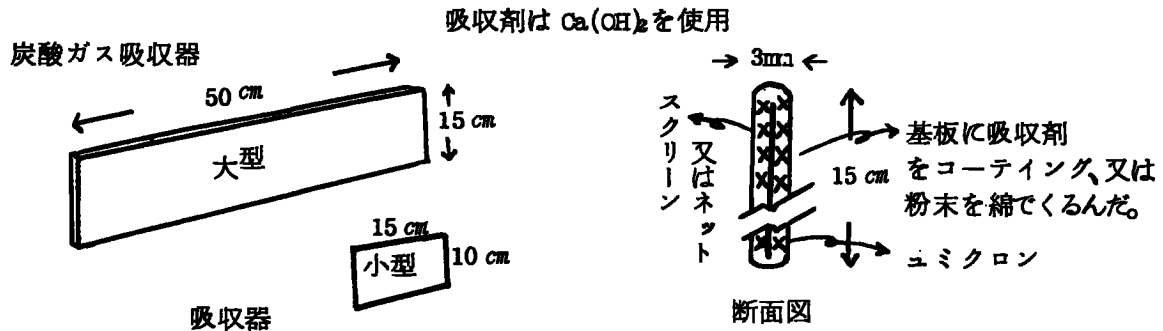 吸収剤は Ca(OH)₂を使用
炭酸ガス吸収器
50 cm
15 cm
大型
15 cm
10 cm
小型
吸収器
3mm
スクリーン
又はネット
15 cm
基板に吸収剤
をコーティング、又は
粉末を綿でくるんだ。
ユミクロン
断面図